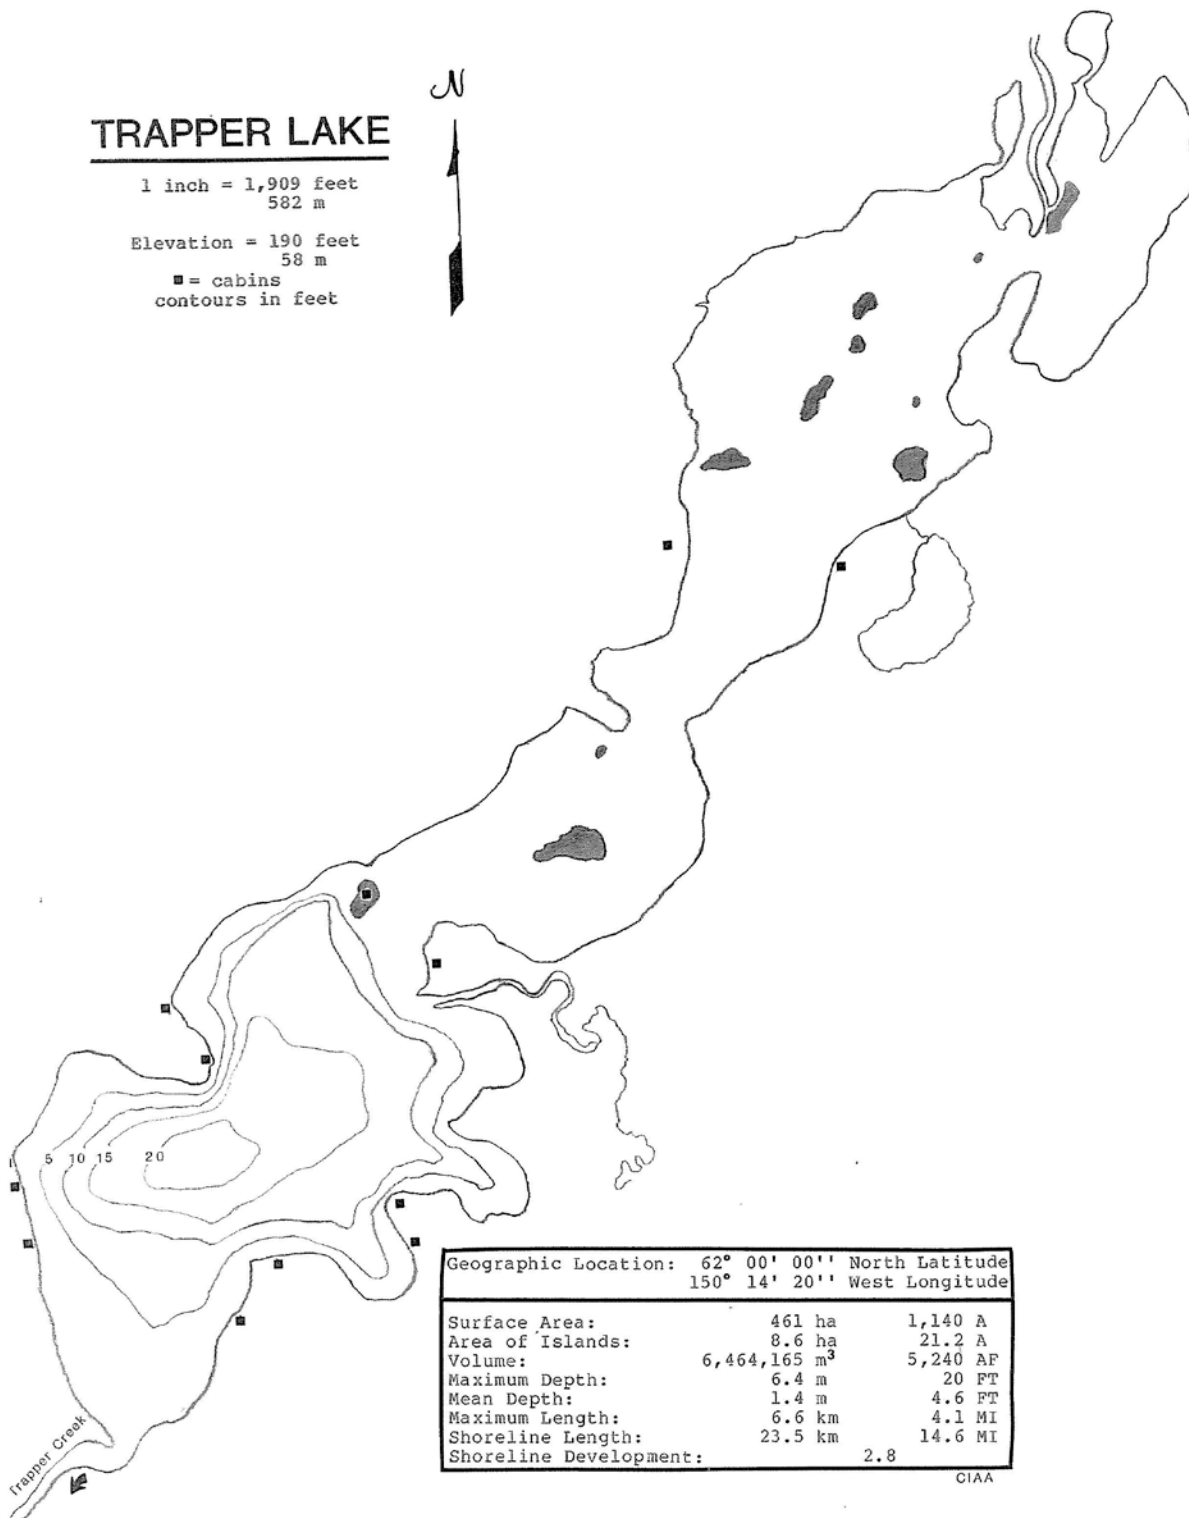 N
TRAPPER LAKE
1 inch = 1,909 feet
582 m
Elevation = 190 feet
58 m
■ = cabins
contours in feet
5 10 15 20
Trapper Creek
Geographic Location: 62° 00' 00'' North Latitude
150° 14' 20'' West Longitude
Surface Area: 461 ha 1,140 A
Area of Islands: 8.6 ha 21.2 A
Volume: 6,464,165 m³ 5,240 AF
Maximum Depth: 6.4 m 20 FT
Mean Depth: 1.4 m 4.6 FT
Maximum Length: 6.6 km 4.1 MI
Shoreline Length: 23.5 km 14.6 MI
Shoreline Development: 2.8
CIAA